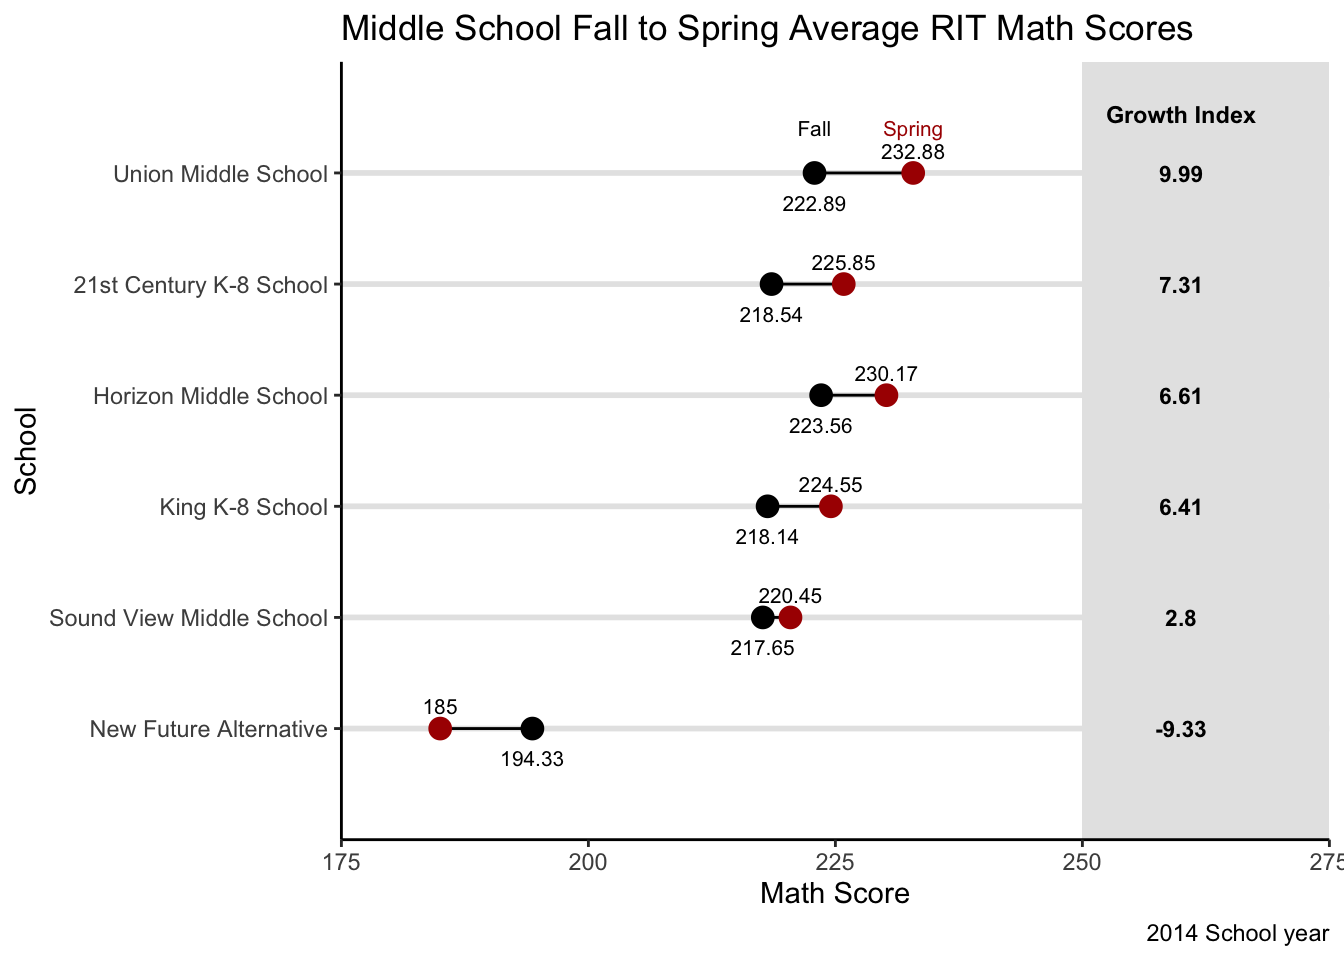 Middle School Fall to Spring Average RIT Math Scores
Growth Index
Fall Spring
232.88
Union Middle School 9.99
222.89
225.85
21st Century K-8 School 7.31
218.54
230.17
Horizon Middle School 6.61
223.56
School
224.55
King K-8 School 6.41
218.14
220.45
Sound View Middle School 2.8
217.65
185
New Future Alternative -9.33
194.33
175 200 225 250 275
Math Score
2014 School year